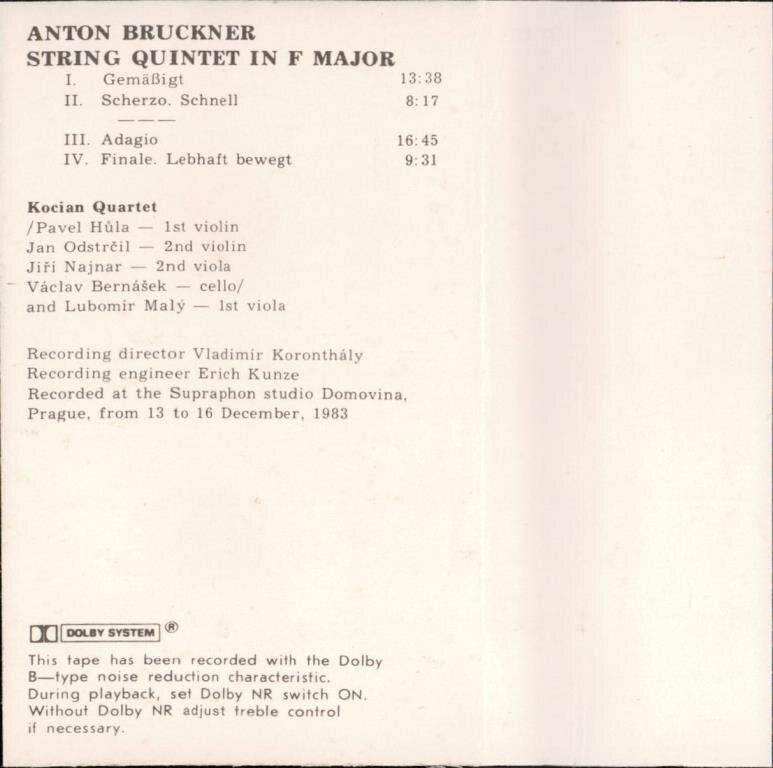 ANTON BRUCKNER
STRING QUINTET IN F MAJOR
I. Gemäßigt 13:38
II. Scherzo. Schnell 8:17
— — —
III. Adagio 16:45
IV. Finale. Lebhaft bewegt 9:31
Kocian Quartet
/Pavel Hůla — 1st violin
Jan Odstrčil — 2nd violin
Jiří Najnar — 2nd viola
Václav Bernášek — cello/
and Lubomír Malý — 1st viola
Recording director Vladimír Koronthály
Recording engineer Erich Kunze
Recorded at the Supraphon studio Domovina,
Prague, from 13 to 16 December, 1983
DOLBY SYSTEM ®
This tape has been recorded with the Dolby
B—type noise reduction characteristic.
During playback, set Dolby NR switch ON.
Without Dolby NR adjust treble control
if necessary.